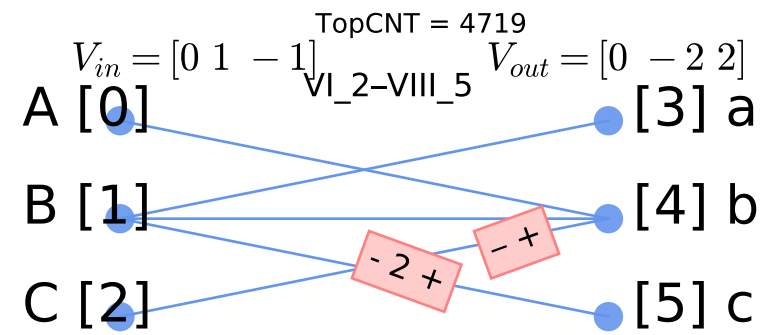 TopCNT = 4719
V_in = [0 1 − 1] V_out = [0 − 2 2]
VI_2–VIII_5
A [0] [3] a
B [1] [4] b
− +
- 2 +
C [2] [5] c